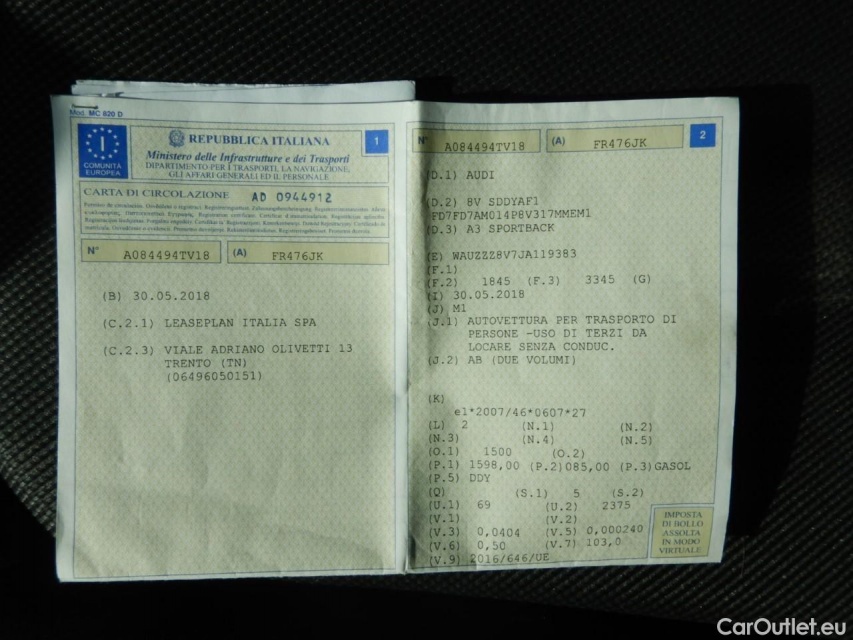 Mod. MC 820 D
COMUNITÀ
EUROPEA
I
REPUBBLICA ITALIANA
1
Ministero delle Infrastrutture e dei Trasporti
DIPARTIMENTO PER I TRASPORTI, LA NAVIGAZIONE,
GLI AFFARI GENERALI ED IL PERSONALE
CARTA DI CIRCOLAZIONE AD 0944912
N° A084494TV18 (A) FR476JK
(B) 30.05.2018
(C.2.1) LEASEPLAN ITALIA SPA
(C.2.3) VIALE ADRIANO OLIVETTI 13
TRENTO (TN)
(06496050151)
N° A084494TV18 (A) FR476JK 2
(D.1) AUDI
(D.2) 8V SDDYAF1
FD7FD7AM014P8V317MMEM1
(D.3) A3 SPORTBACK
(E) WAUZZZ8V7JA119383
(F.1)
(F.2) 1845 (F.3) 3345 (G)
(I) 30.05.2018
(J) M1
(J.1) AUTOVETTURA PER TRASPORTO DI
PERSONE -USO DI TERZI DA
LOCARE SENZA CONDUC.
(J.2) AB (DUE VOLUMI)
(K)
e1*2007/46*0607*27
(L) 2 (N.1) (N.2)
(N.3) (N.4) (N.5)
(O.1) 1500 (O.2)
(P.1) 1598,00 (P.2)085,00 (P.3)GASOL
(P.5) DDY
(Q) (S.1) 5 (S.2)
(U.1) 69 (U.2) 2375
(V.1) (V.2)
(V.3) 0,0404 (V.5) 0,000240
(V.6) 0,50 (V.7) 103,0
(V.9) 2016/646/UE
IMPOSTA
DI BOLLO
ASSOLTA
IN MODO
VIRTUALE
CarOutlet.eu